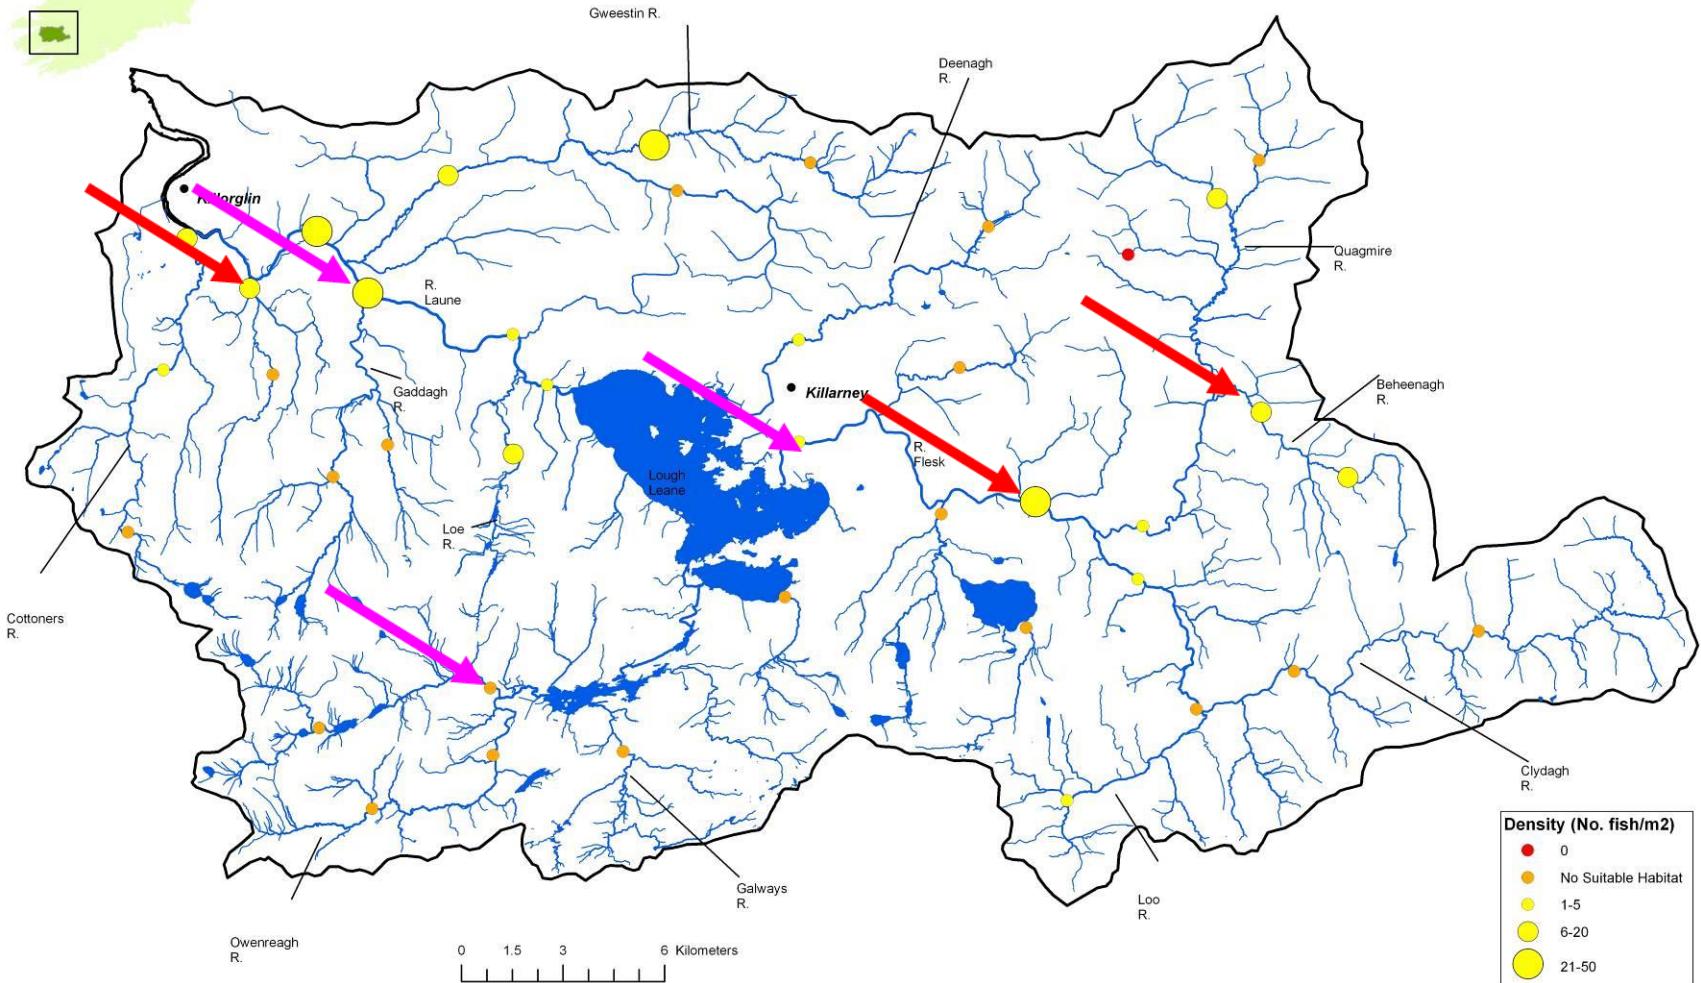 Gweestin R.
Deenagh
R.
Killorglin
Quagmire
R.
R.
Laune
Gaddagh
R.
Killarney
Beheenagh
R.
R.
Flesk
Lough
Leane
Loe
R.
Cottoners
R.
Clydagh
R.
Galways
R.
Loo
R.
Owenreagh
R.
0 1.5 3 6 Kilometers
Density (No. fish/m2)
0
No Suitable Habitat
1-5
6-20
21-50